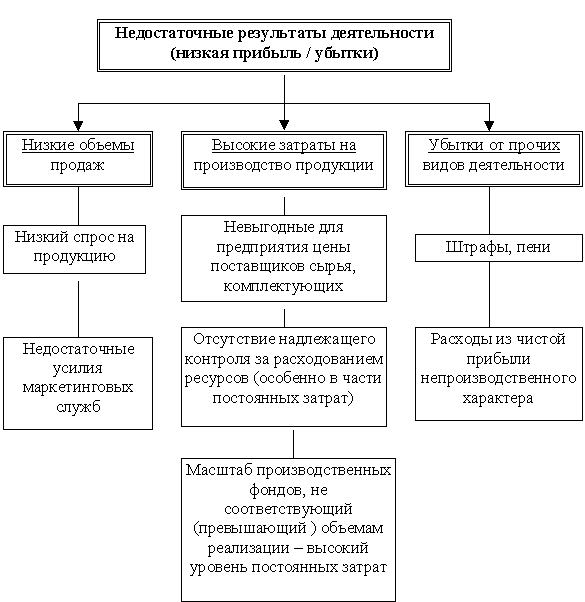 Недостаточные результаты деятельности
(низкая прибыль / убытки)
Низкие объемы
продаж
Высокие затраты на
производство продукции
Убытки от прочих
видов деятельности
Низкий спрос на
продукцию
Невыгодные для
предприятия цены
поставщиков сырья,
комплектующих
Штрафы, пени
Недостаточные
усилия
маркетинговых
служб
Отсутствие надлежащего
контроля за расходованием
ресурсов (особенно в части
постоянных затрат)
Расходы из чистой
прибыли
непроизводственного
характера
Масштаб производственных
фондов, не
соответствующий
(превышающий ) объемам
реализации – высокий
уровень постоянных затрат